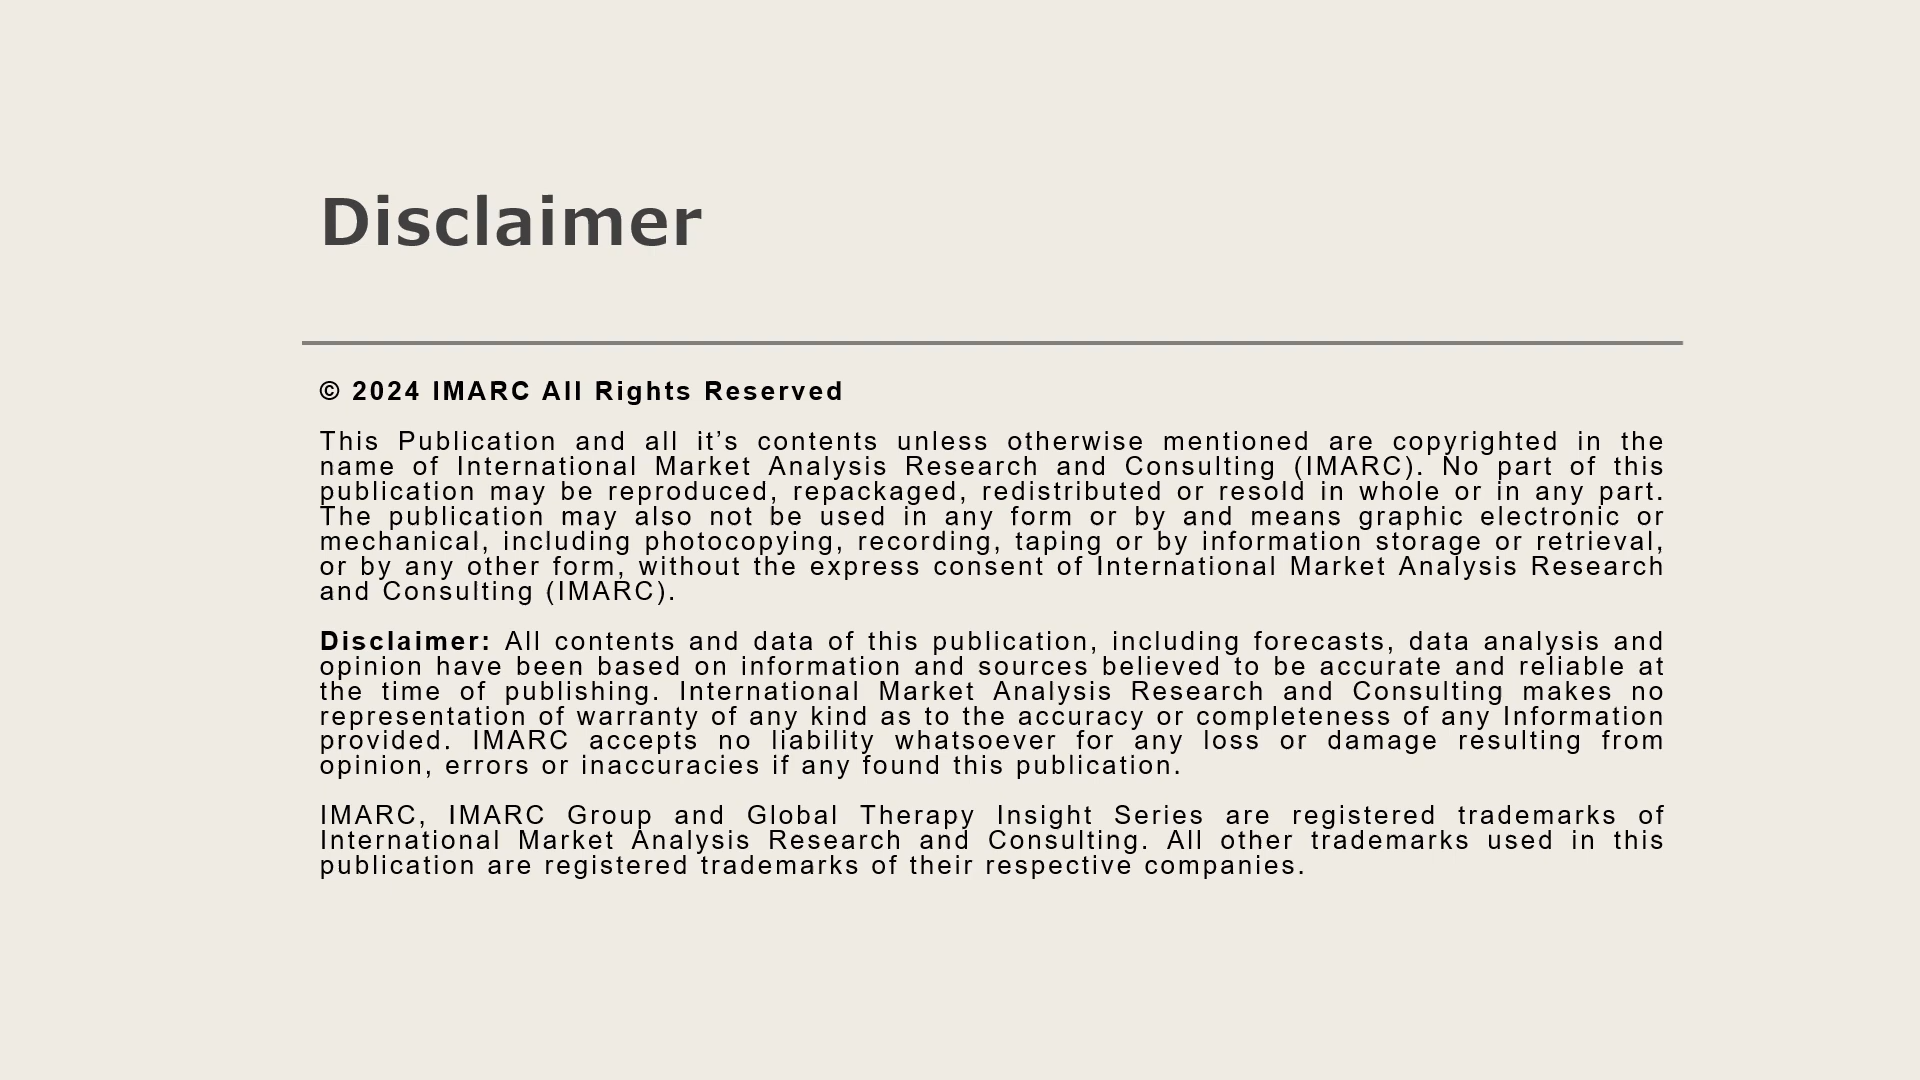 Disclaimer
© 2024 IMARC All Rights Reserved
This Publication and all it’s contents unless otherwise mentioned are copyrighted in the
name of International Market Analysis Research and Consulting (IMARC). No part of this
publication may be reproduced, repackaged, redistributed or resold in whole or in any part.
The publication may also not be used in any form or by and means graphic electronic or
mechanical, including photocopying, recording, taping or by information storage or retrieval,
or by any other form, without the express consent of International Market Analysis Research
and Consulting (IMARC).
Disclaimer: All contents and data of this publication, including forecasts, data analysis and
opinion have been based on information and sources believed to be accurate and reliable at
the time of publishing. International Market Analysis Research and Consulting makes no
representation of warranty of any kind as to the accuracy or completeness of any Information
provided. IMARC accepts no liability whatsoever for any loss or damage resulting from
opinion, errors or inaccuracies if any found this publication.
IMARC, IMARC Group and Global Therapy Insight Series are registered trademarks of
International Market Analysis Research and Consulting. All other trademarks used in this
publication are registered trademarks of their respective companies.